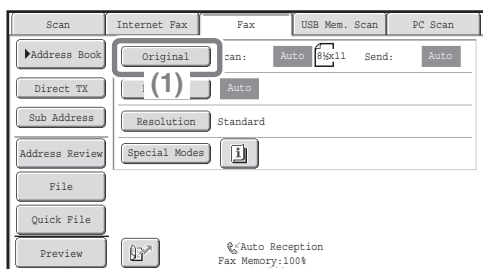 Scan Internet Fax Fax USB Mem. Scan PC Scan
Address Book Original can: Auto 8½x11 Send: Auto
Direct TX (1) Auto
Sub Address Resolution Standard
Address Review Special Modes
File
Quick File
Preview Auto Reception
Fax Memory:100%